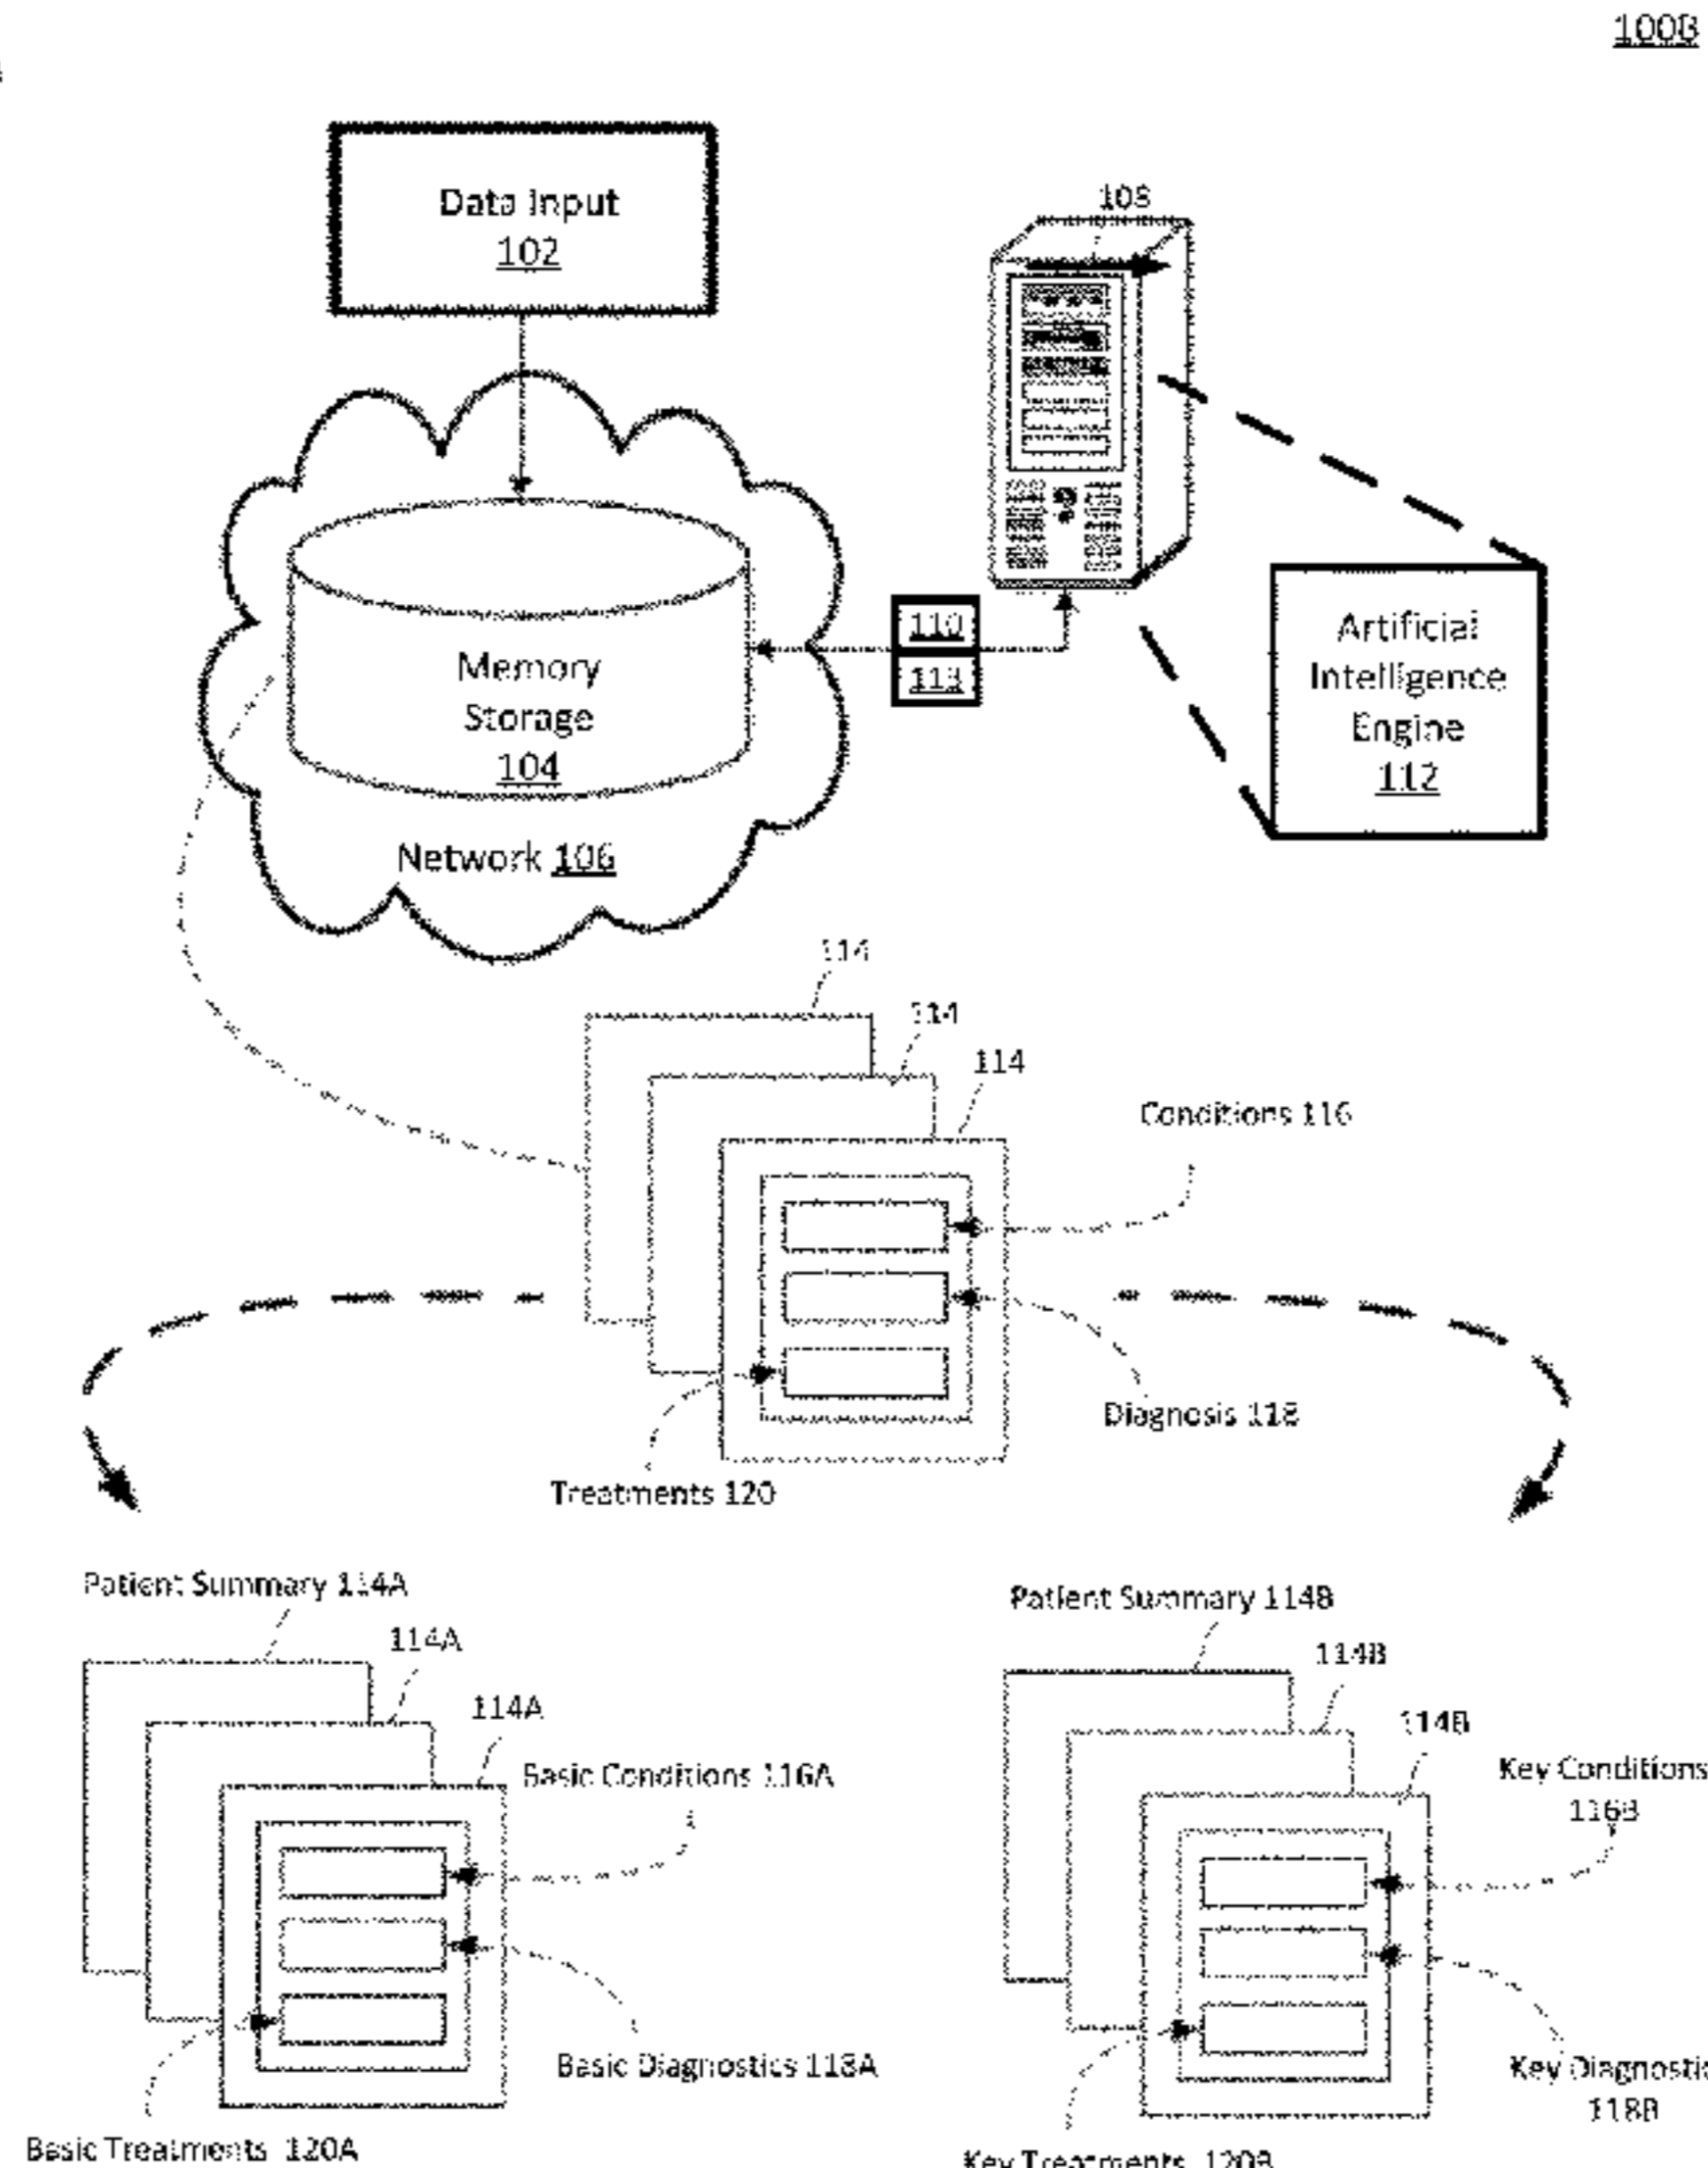 100B
Data Input
102
108
110
113
Memory
Storage
104
Artificial
Intelligence
Engine
112
Network 106
114
114
114
Conditions 116
Diagnosis 118
Treatments 120
Patient Summary 114A
Patient Summary 114B
114A
114B
114A
114B
Basic Conditions 116A
Key Conditions
116B
Basic Diagnostics 118A
Key Diagnostic
118B
Basic Treatments 120A
Key Treatments 120B